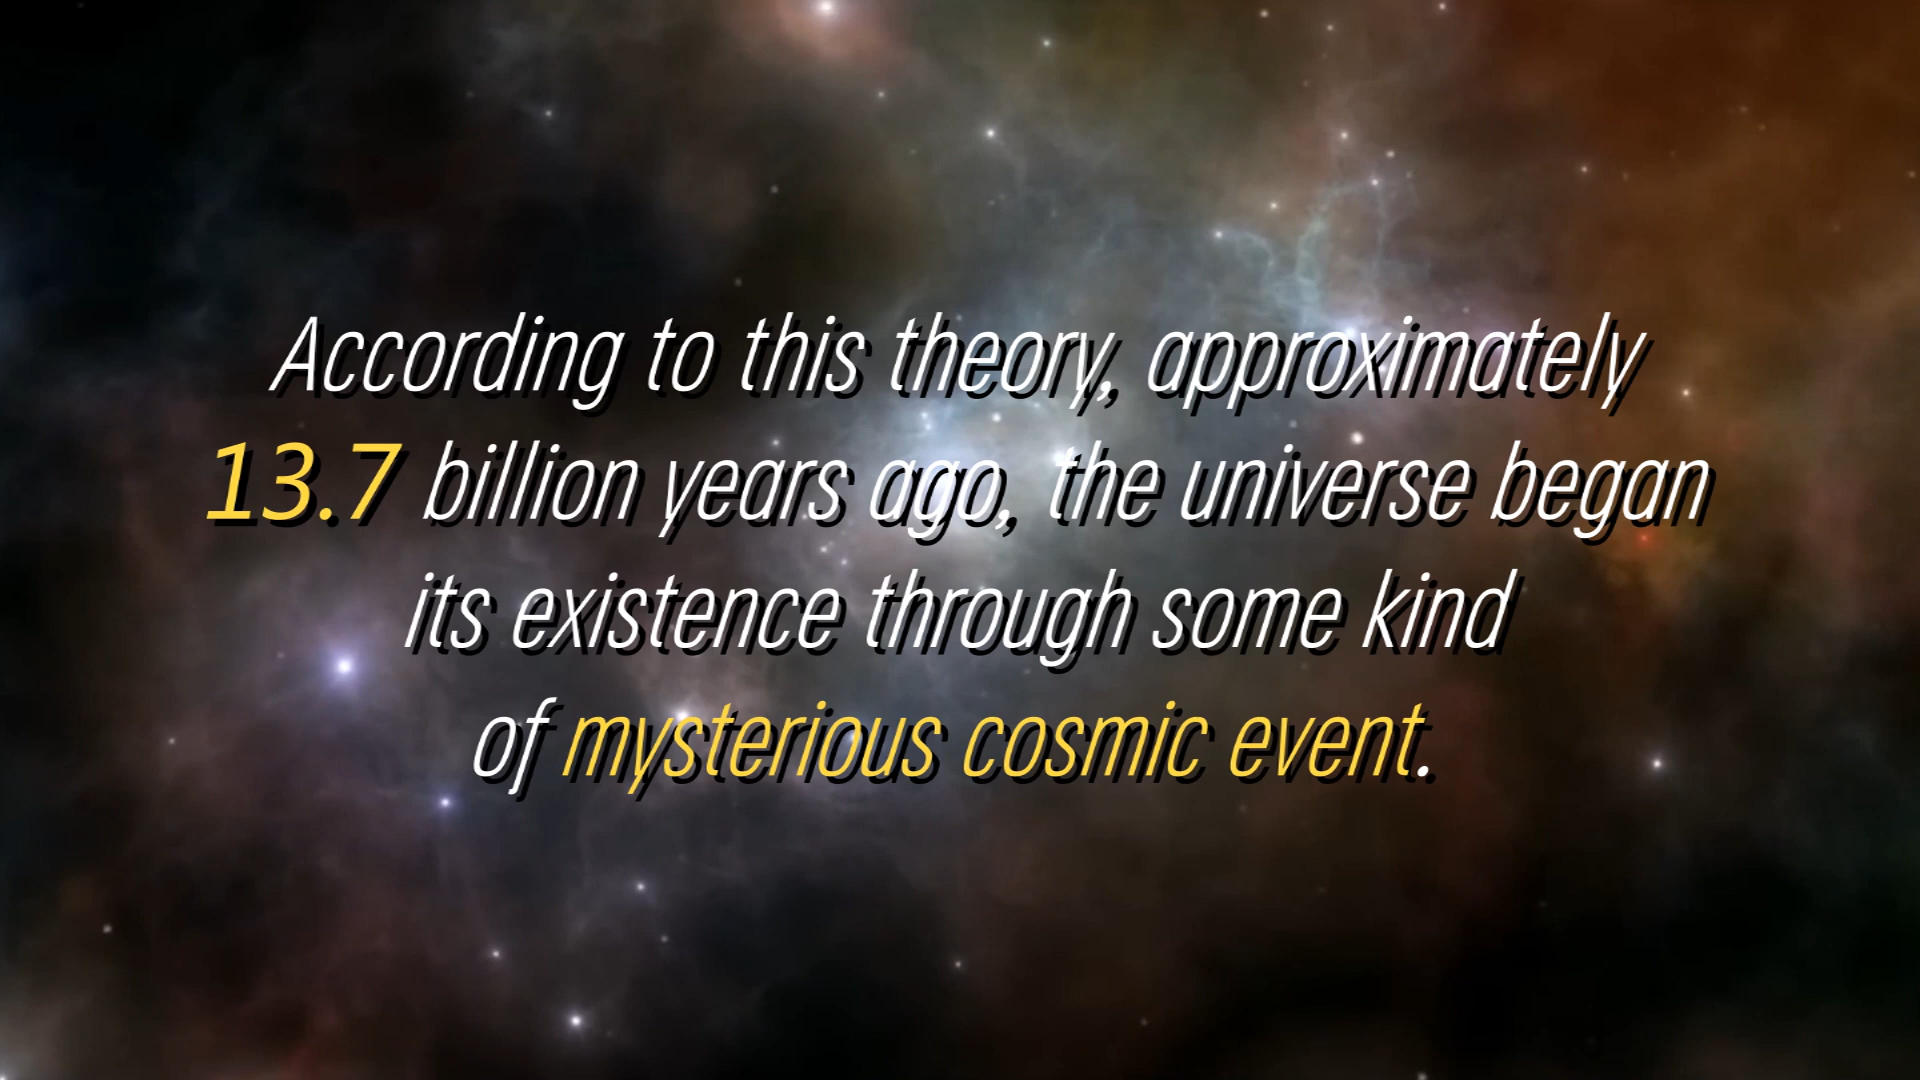 According to this theory, approximately
13.7 billion years ago, the universe began
its existence through some kind
of mysterious cosmic event.